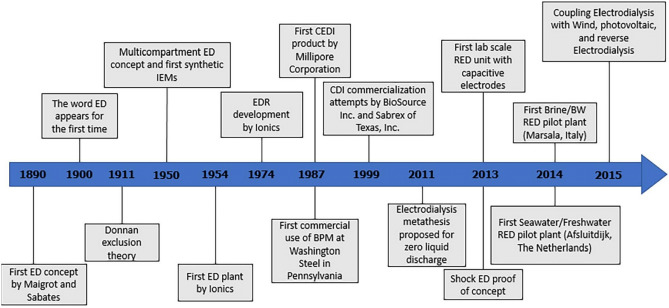 First CEDI
product by
Millipore
Corporation
Coupling Electrodialysis
with Wind, photovoltaic,
and reverse
Electrodialysis
Multicompartment ED
concept and first synthetic
IEMs
First lab scale
RED unit with
capacitive
electrodes
The word ED
appears for
the first time
EDR
development
by Ionics
CDI commercialization
attempts by BioSource
Inc. and Sabrex of
Texas, Inc.
First Brine/BW
RED pilot plant
(Marsala, Italy)
1890 1900 1911 1950 1954 1974 1987 1999 2011 2013 2014 2015
First ED concept
by Maigrot and
Sabates
Donnan
exclusion
theory
First ED plant
by Ionics
First commercial
use of BPM at
Washington
Steel in
Pennsylvania
Electrodialysis
metathesis
proposed for
zero liquid
discharge
Shock ED proof
of concept
First Seawater/Freshwater
RED pilot plant (Afsluitdijk,
The Netherlands)